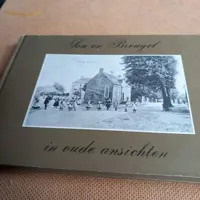 Son en Breugel
in oude ansichten